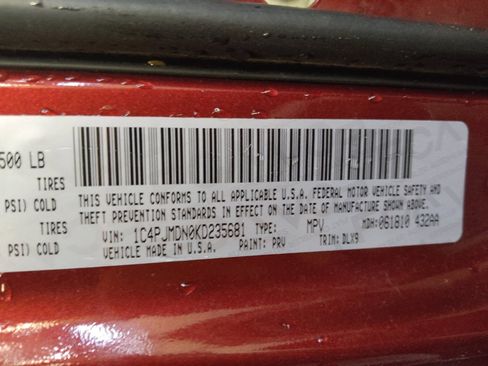 500 LB
TIRES
PSI) COLD
TIRES
PSI) COLD
THIS VEHICLE CONFORMS TO ALL APPLICABLE U.S.A. FEDERAL MOTOR VEHICLE SAFETY AND
THEFT PREVENTION STANDARDS IN EFFECT ON THE DATE OF MANUFACTURE SHOWN ABOVE.
VIN: 1C4PJMDN0KD235681 TYPE: MPV MDH: 061810 432AA
VEHICLE MADE IN U.S.A. PAINT: PRV TRIM: DLX9